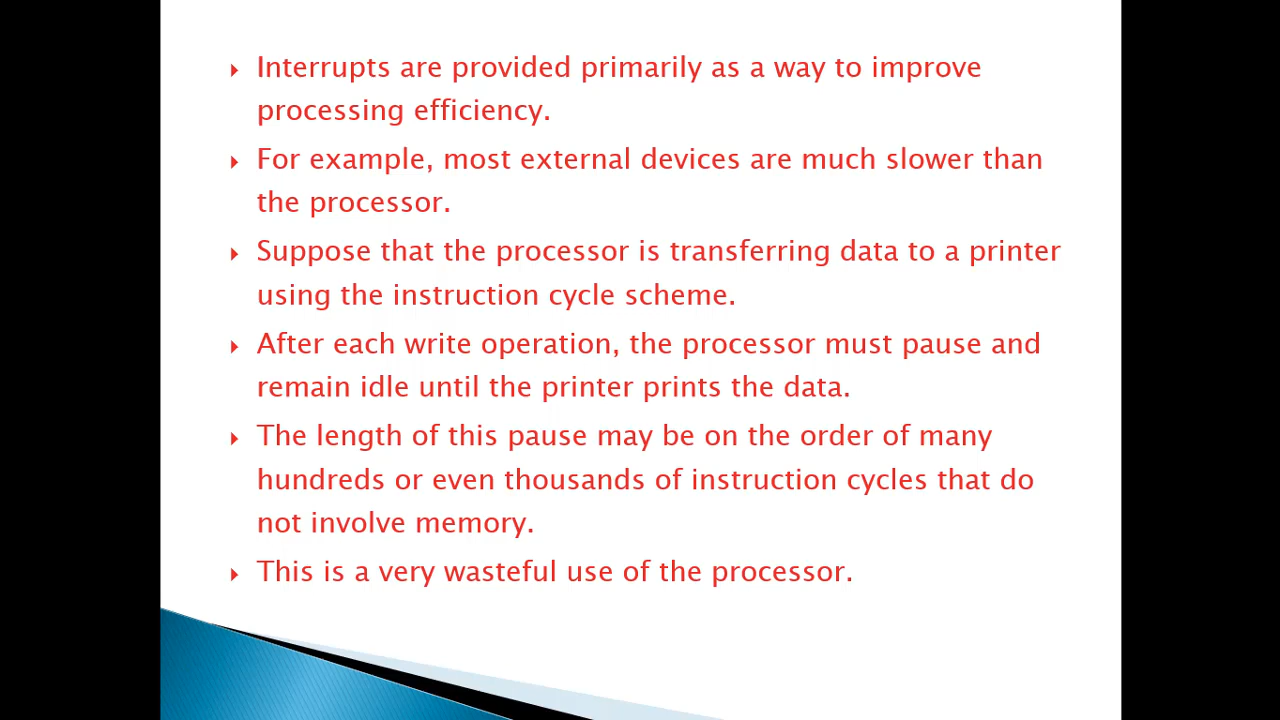 Interrupts are provided primarily as a way to improve
processing efficiency.
For example, most external devices are much slower than
the processor.
Suppose that the processor is transferring data to a printer
using the instruction cycle scheme.
After each write operation, the processor must pause and
remain idle until the printer prints the data.
The length of this pause may be on the order of many
hundreds or even thousands of instruction cycles that do
not involve memory.
This is a very wasteful use of the processor.